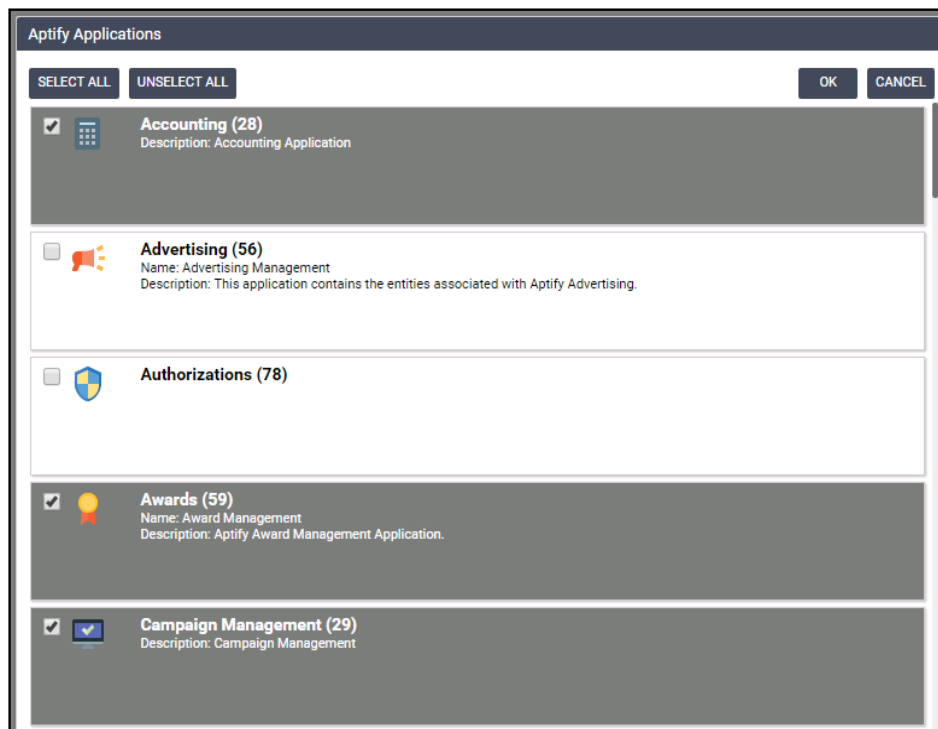 Aptify Applications
SELECT ALL UNSELECT ALL OK CANCEL
Accounting (28)
Description: Accounting Application
Advertising (56)
Name: Advertising Management
Description: This application contains the entities associated with Aptify Advertising.
Authorizations (78)
Awards (59)
Name: Award Management
Description: Aptify Award Management Application.
Campaign Management (29)
Description: Campaign Management